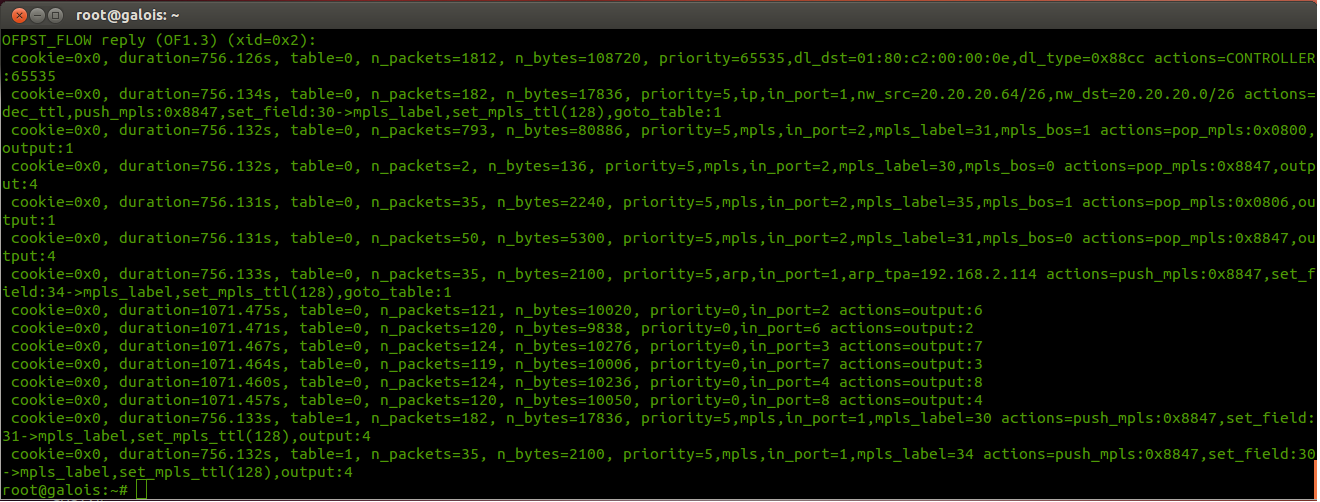 root@galois: ~
OFPST_FLOW reply (OF1.3) (xid=0x2):
 cookie=0x0, duration=756.126s, table=0, n_packets=1812, n_bytes=108720, priority=65535,dl_dst=01:80:c2:00:00:0e,dl_type=0x88cc actions=CONTROLLER
:65535
 cookie=0x0, duration=756.134s, table=0, n_packets=182, n_bytes=17836, priority=5,ip,in_port=1,nw_src=20.20.20.64/26,nw_dst=20.20.20.0/26 actions=
dec_ttl,push_mpls:0x8847,set_field:30->mpls_label,set_mpls_ttl(128),goto_table:1
 cookie=0x0, duration=756.132s, table=0, n_packets=793, n_bytes=80886, priority=5,mpls,in_port=2,mpls_label=31,mpls_bos=1 actions=pop_mpls:0x0800,
output:1
 cookie=0x0, duration=756.132s, table=0, n_packets=2, n_bytes=136, priority=5,mpls,in_port=2,mpls_label=30,mpls_bos=0 actions=pop_mpls:0x8847,outp
ut:4
 cookie=0x0, duration=756.131s, table=0, n_packets=35, n_bytes=2240, priority=5,mpls,in_port=2,mpls_label=35,mpls_bos=1 actions=pop_mpls:0x0806,ou
tput:1
 cookie=0x0, duration=756.131s, table=0, n_packets=50, n_bytes=5300, priority=5,mpls,in_port=2,mpls_label=31,mpls_bos=0 actions=pop_mpls:0x8847,ou
tput:4
 cookie=0x0, duration=756.133s, table=0, n_packets=35, n_bytes=2100, priority=5,arp,in_port=1,arp_tpa=192.168.2.114 actions=push_mpls:0x8847,set_f
ield:34->mpls_label,set_mpls_ttl(128),goto_table:1
 cookie=0x0, duration=1071.475s, table=0, n_packets=121, n_bytes=10020, priority=0,in_port=2 actions=output:6
 cookie=0x0, duration=1071.471s, table=0, n_packets=120, n_bytes=9838, priority=0,in_port=6 actions=output:2
 cookie=0x0, duration=1071.467s, table=0, n_packets=124, n_bytes=10276, priority=0,in_port=3 actions=output:7
 cookie=0x0, duration=1071.464s, table=0, n_packets=119, n_bytes=10006, priority=0,in_port=7 actions=output:3
 cookie=0x0, duration=1071.460s, table=0, n_packets=124, n_bytes=10236, priority=0,in_port=4 actions=output:8
 cookie=0x0, duration=1071.457s, table=0, n_packets=120, n_bytes=10050, priority=0,in_port=8 actions=output:4
 cookie=0x0, duration=756.133s, table=1, n_packets=182, n_bytes=17836, priority=5,mpls,in_port=1,mpls_label=30 actions=push_mpls:0x8847,set_field:
31->mpls_label,set_mpls_ttl(128),output:4
 cookie=0x0, duration=756.132s, table=1, n_packets=35, n_bytes=2100, priority=5,mpls,in_port=1,mpls_label=34 actions=push_mpls:0x8847,set_field:30
->mpls_label,set_mpls_ttl(128),output:4
root@galois:~#